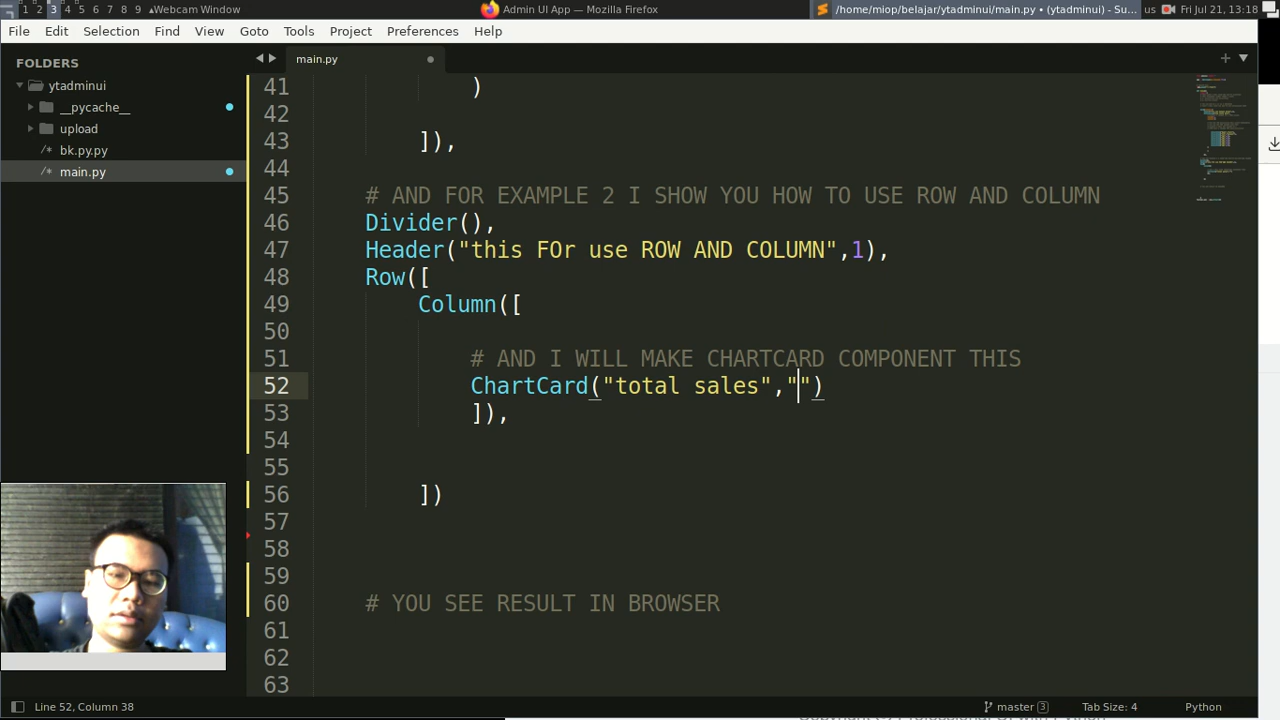 1 2 3 4 5 6 7 8 9 ▴Webcam Window
Admin UI App — Mozilla Firefox
/home/miop/belajar/ytadminui/main.py • (ytadminui) - Su...
us Fri Jul 21, 13:18
File Edit Selection Find View Goto Tools Project Preferences Help
FOLDERS
ytadminui
__pycache__
upload
/* bk.py.py
/* main.py
main.py
41 )
42
43 ]),
44
45 # AND FOR EXAMPLE 2 I SHOW YOU HOW TO USE ROW AND COLUMN
46 Divider(),
47 Header("this FOr use ROW AND COLUMN",1),
48 Row([
49 Column([
50
51 # AND I WILL MAKE CHARTCARD COMPONENT THIS
52 ChartCard("total sales","")
53 ]),
54
55
56 ])
57
58
59
60 # YOU SEE RESULT IN BROWSER
61
62
63
Line 52, Column 38
master 3
Tab Size: 4
Python